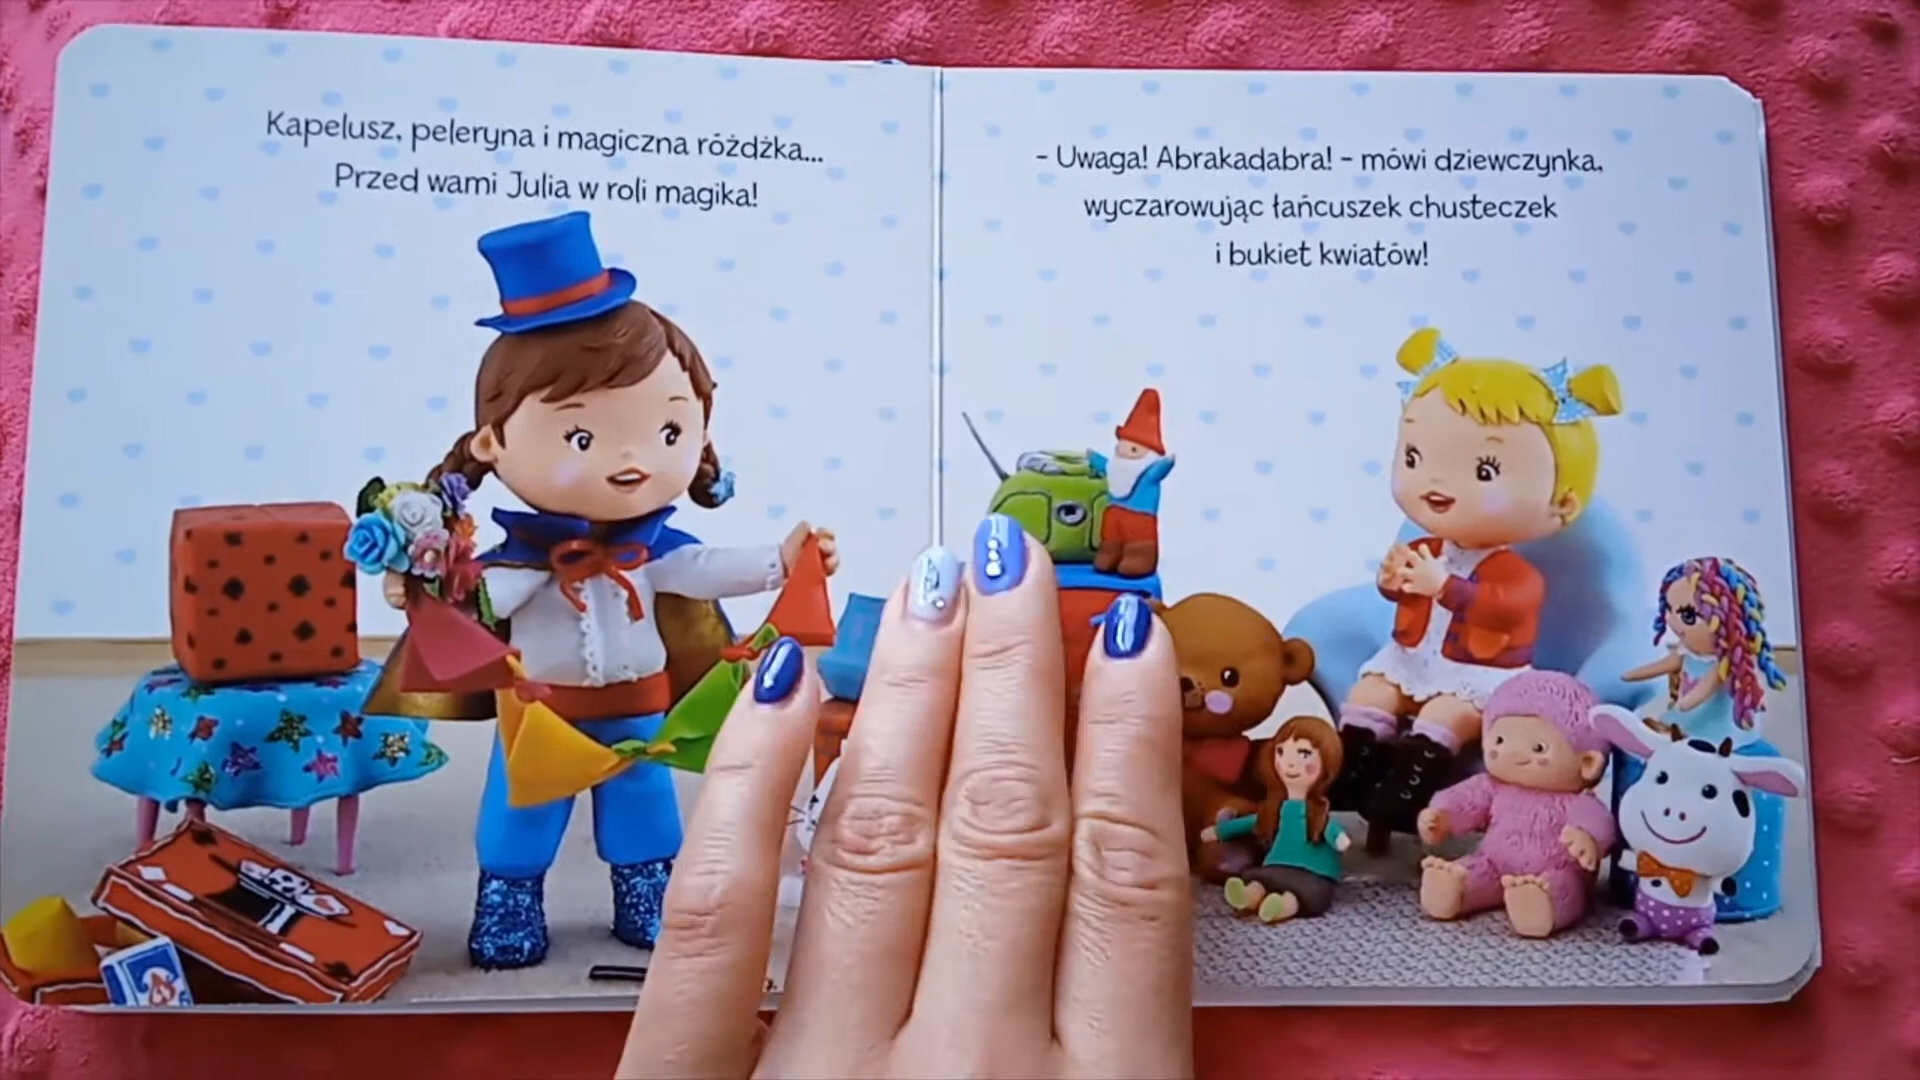 Kapelusz, peleryna i magiczna różdżka...
Przed wami Julia w roli magika!
- Uwaga! Abrakadabra! - mówi dziewczynka,
wyczarowując łańcuszek chusteczek
i bukiet kwiatów!